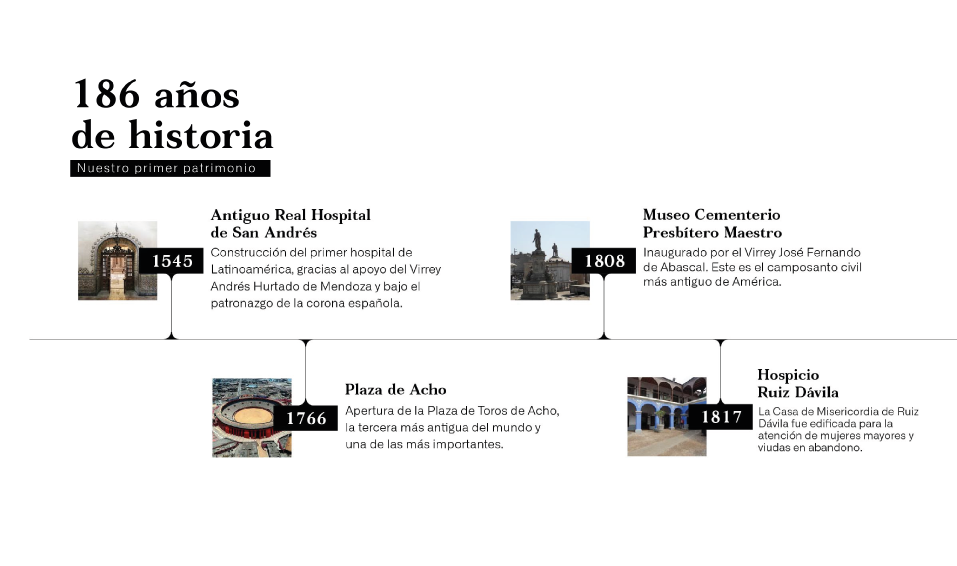 186 años
de historia
Nuestro primer patrimonio
Antiguo Real Hospital
de San Andrés
1545
Construcción del primer hospital de
Latinoamérica, gracias al apoyo del Virrey
Andrés Hurtado de Mendoza y bajo el
patronazgo de la corona española.
Museo Cementerio
Presbítero Maestro
1808
Inaugurado por el Virrey José Fernando
de Abascal. Este es el camposanto civil
más antiguo de América.
Plaza de Acho
1766
Apertura de la Plaza de Toros de Acho,
la tercera más antigua del mundo y
una de las más importantes.
Hospicio
Ruiz Dávila
1817
La Casa de Misericordia de Ruiz
Dávila fue edificada para la
atención de mujeres mayores y
viudas en abandono.